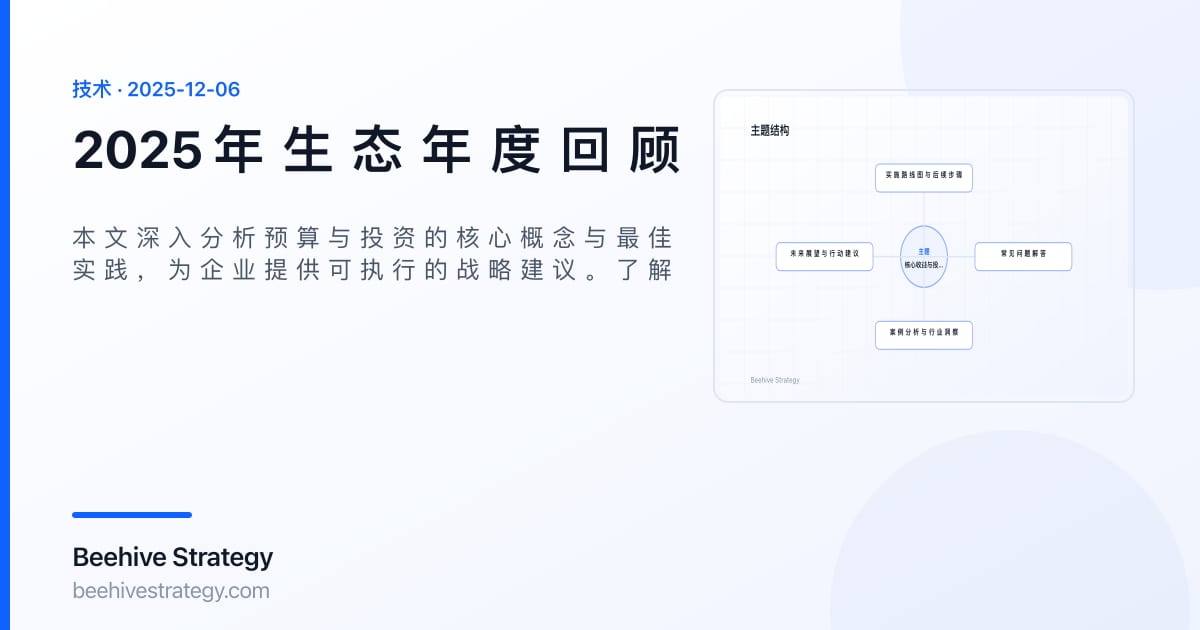 技术 · 2025-12-06
2025年生态年度回顾
本文深入分析预算与投资的核心概念与最佳
实践，为企业提供可执行的战略建议。了解
主题结构
实施路线图与后续步骤
未来展望与行动建议
主题
核心收获与投...
常见问题解答
案例分析与行业洞察
Beehive Strategy
Beehive Strategy
beehivestrategy.com